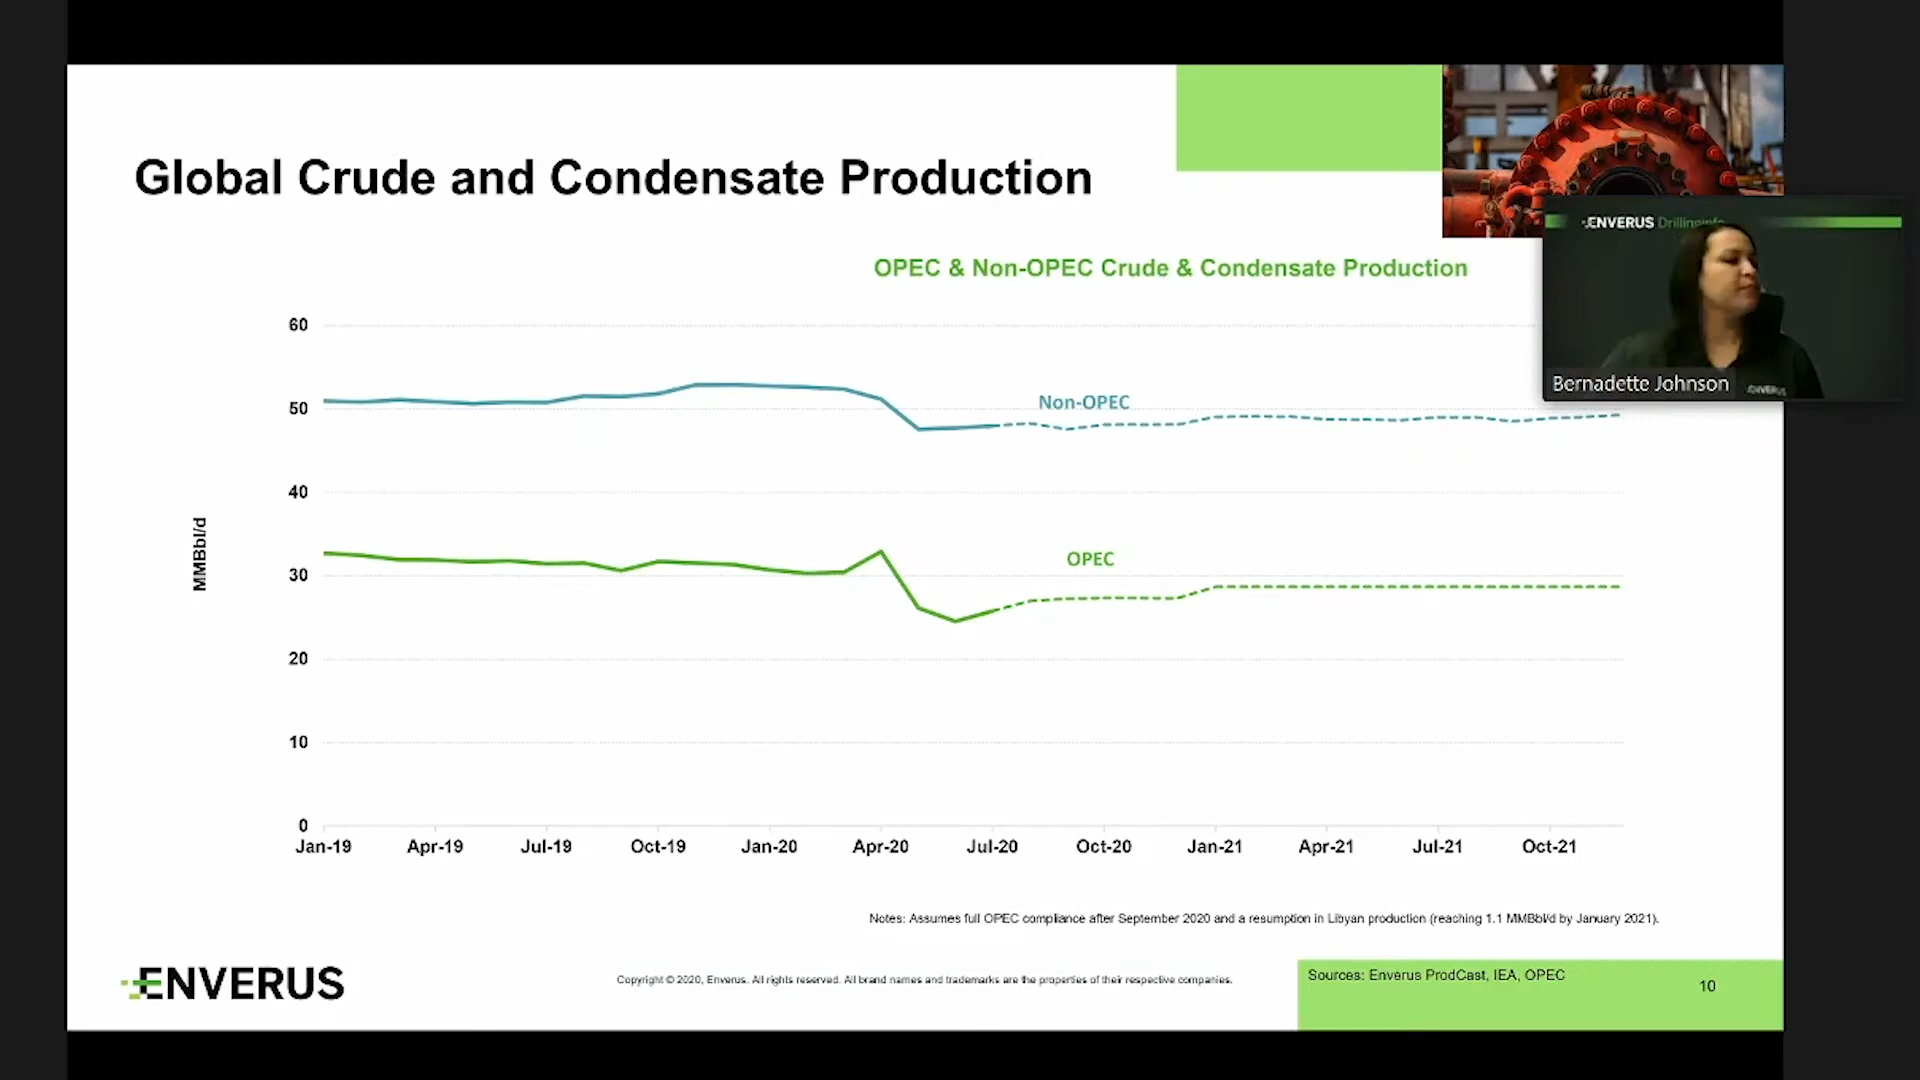 Global Crude and Condensate Production
ENVERUS Drillinginfo
OPEC & Non-OPEC Crude & Condensate Production
Bernadette Johnson
ENVERUS
60
50
40
30
20
10
0
MMBbl/d
Non-OPEC
OPEC
Jan-19 Apr-19 Jul-19 Oct-19 Jan-20 Apr-20 Jul-20 Oct-20 Jan-21 Apr-21 Jul-21 Oct-21
Notes: Assumes full OPEC compliance after September 2020 and a resumption in Libyan production (reaching 1.1 MMBbl/d by January 2021).
ENVERUS
Copyright © 2020, Enverus. All rights reserved. All brand names and trademarks are the properties of their respective companies.
Sources: Enverus ProdCast, IEA, OPEC
10